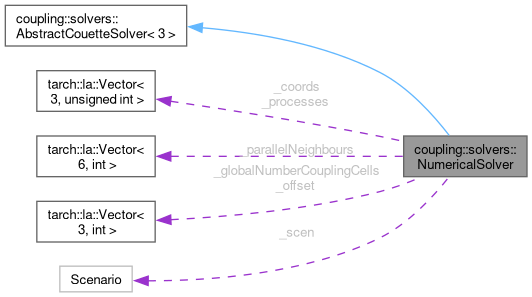 coupling::solvers::
AbstractCouetteSolver< 3 >
tarch::la::Vector<
3, unsigned int >
_coords
_processes
tarch::la::Vector<
6, int >
_parallelNeighbours
coupling::solvers::
NumericalSolver
_globalNumberCouplingCells
_offset
tarch::la::Vector<
3, int >
_scen
Scenario